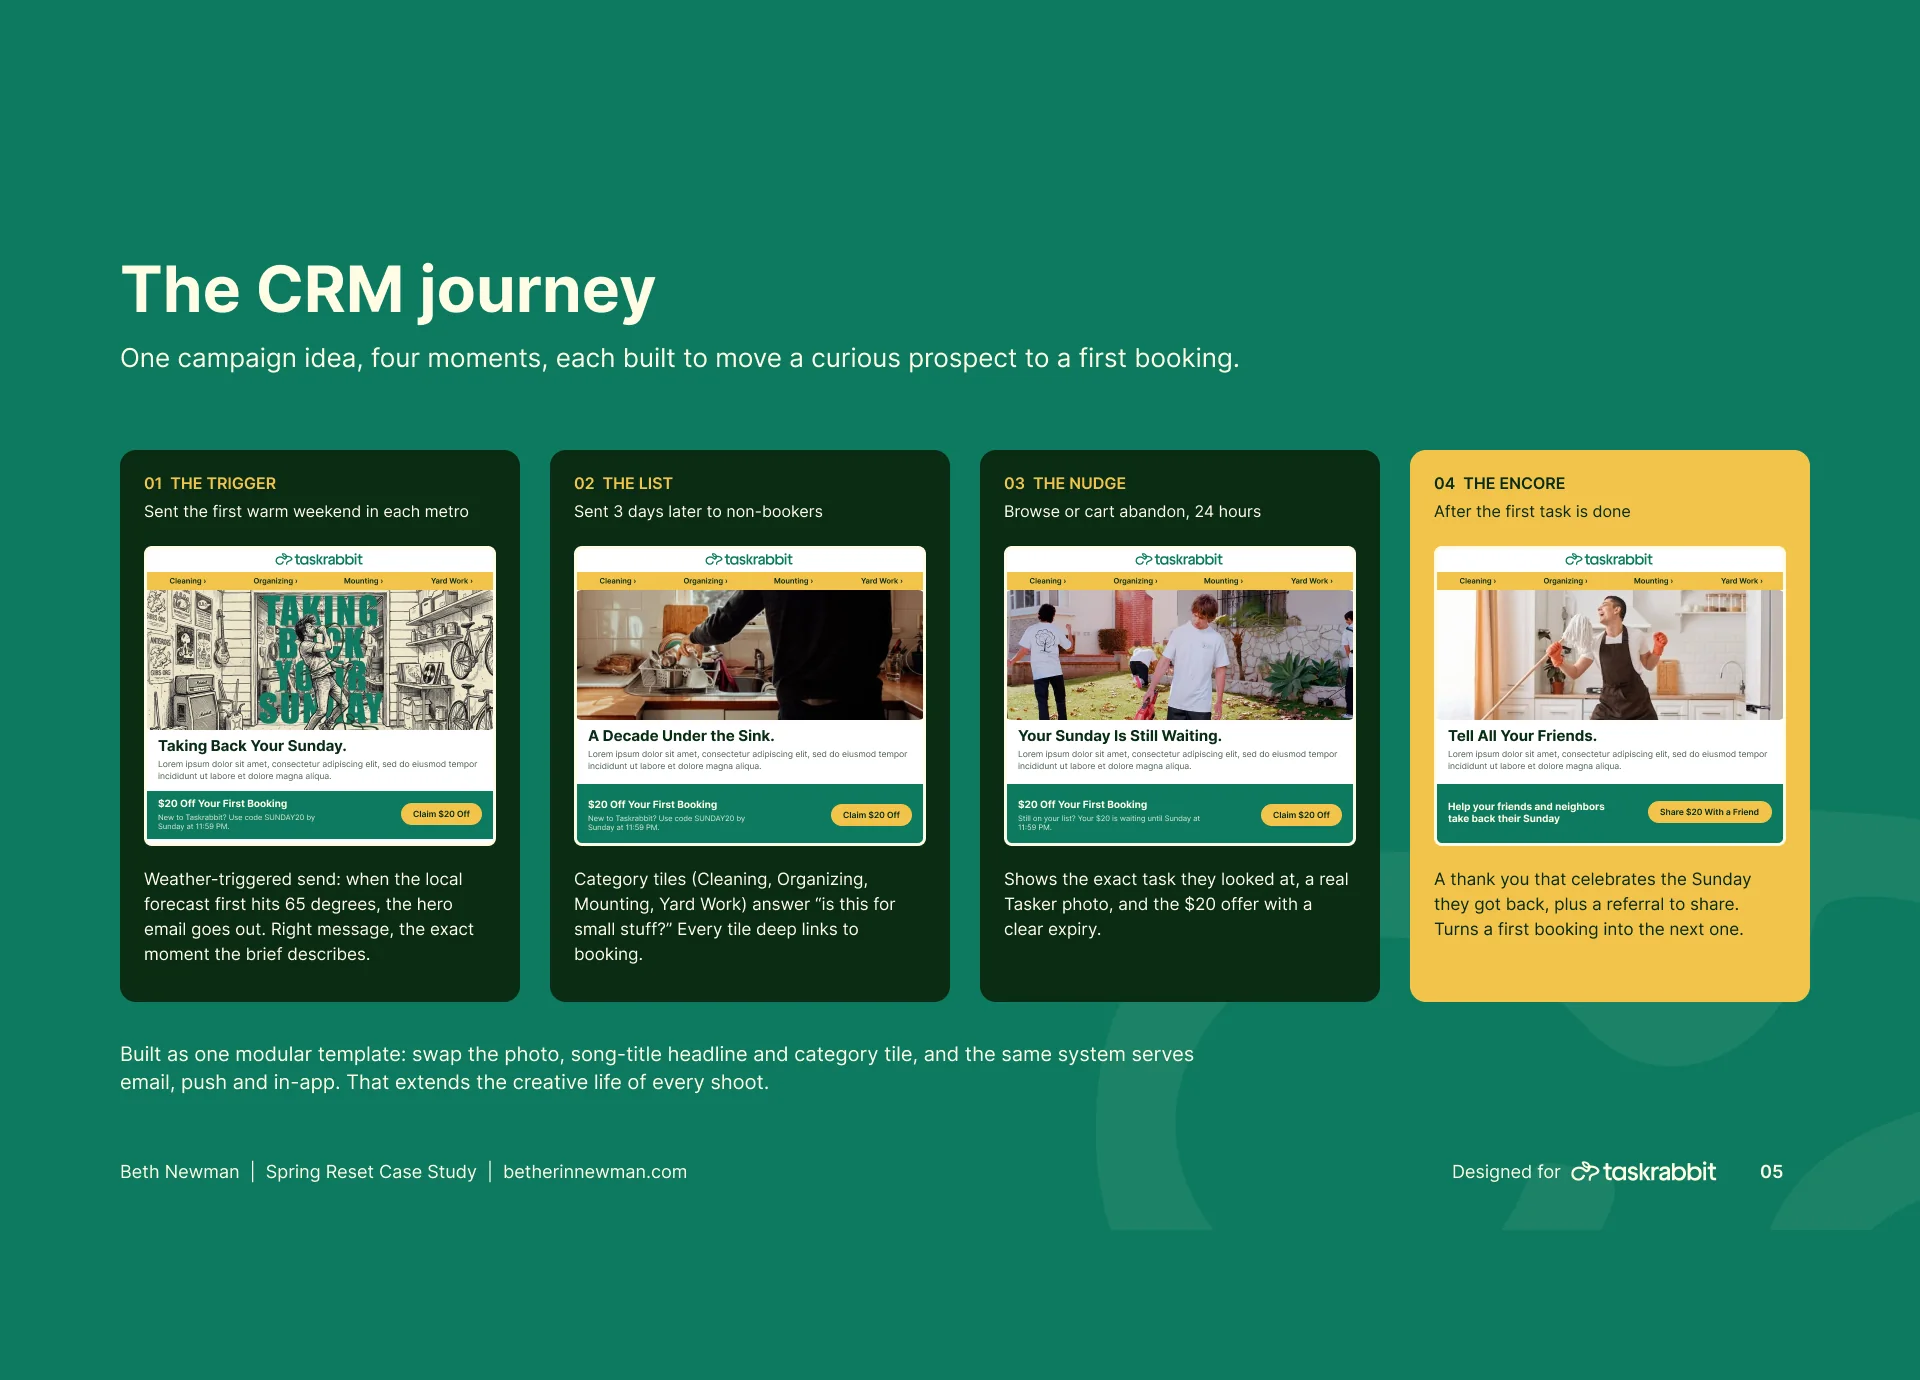 The CRM journey
One campaign idea, four moments, each built to move a curious prospect to a first booking.
01 THE TRIGGER
Sent the first warm weekend in each metro
taskrabbit
Cleaning › Organizing › Mounting › Yard Work ›
TAKING
BACK
YOUR
SUNDAY
Taking Back Your Sunday.
Lorem ipsum dolor sit amet, consectetur adipiscing elit, sed do eiusmod tempor
incididunt ut labore et dolore magna aliqua.
$20 Off Your First Booking
New to Taskrabbit? Use code SUNDAY20 by
Sunday at 11:59 PM.
Claim $20 Off
Weather-triggered send: when the local
forecast first hits 65 degrees, the hero
email goes out. Right message, the exact
moment the brief describes.
02 THE LIST
Sent 3 days later to non-bookers
taskrabbit
Cleaning › Organizing › Mounting › Yard Work ›
A Decade Under the Sink.
Lorem ipsum dolor sit amet, consectetur adipiscing elit, sed do eiusmod tempor
incididunt ut labore et dolore magna aliqua.
$20 Off Your First Booking
New to Taskrabbit? Use code SUNDAY20 by
Sunday at 11:59 PM.
Claim $20 Off
Category tiles (Cleaning, Organizing,
Mounting, Yard Work) answer “is this for
small stuff?” Every tile deep links to
booking.
03 THE NUDGE
Browse or cart abandon, 24 hours
taskrabbit
Cleaning › Organizing › Mounting › Yard Work ›
Your Sunday Is Still Waiting.
Lorem ipsum dolor sit amet, consectetur adipiscing elit, sed do eiusmod tempor
incididunt ut labore et dolore magna aliqua.
$20 Off Your First Booking
Still on your list? Your $20 is waiting until Sunday at
11:59 PM.
Claim $20 Off
Shows the exact task they looked at, a real
Tasker photo, and the $20 offer with a
clear expiry.
04 THE ENCORE
After the first task is done
taskrabbit
Cleaning › Organizing › Mounting › Yard Work ›
Tell All Your Friends.
Lorem ipsum dolor sit amet, consectetur adipiscing elit, sed do eiusmod tempor
incididunt ut labore et dolore magna aliqua.
Help your friends and neighbors
take back their Sunday
Share $20 With a Friend
A thank you that celebrates the Sunday
they got back, plus a referral to share.
Turns a first booking into the next one.
Built as one modular template: swap the photo, song-title headline and category tile, and the same system serves
email, push and in-app. That extends the creative life of every shoot.
Beth Newman | Spring Reset Case Study | betherinnewman.com
Designed for taskrabbit 05